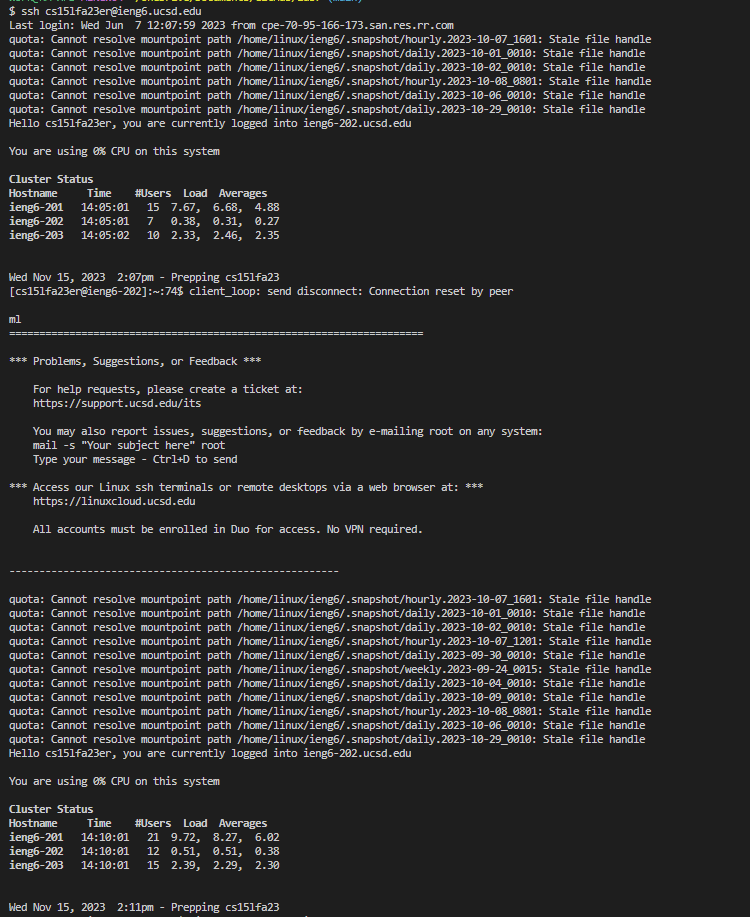 $ ssh cs15lfa23er@ieng6.ucsd.edu
Last login: Wed Jun  7 12:07:59 2023 from cpe-70-95-166-173.san.res.rr.com
quota: Cannot resolve mountpoint path /home/linux/ieng6/.snapshot/hourly.2023-10-07_1601: Stale file handle
quota: Cannot resolve mountpoint path /home/linux/ieng6/.snapshot/daily.2023-10-01_0010: Stale file handle
quota: Cannot resolve mountpoint path /home/linux/ieng6/.snapshot/daily.2023-10-02_0010: Stale file handle
quota: Cannot resolve mountpoint path /home/linux/ieng6/.snapshot/hourly.2023-10-08_0801: Stale file handle
quota: Cannot resolve mountpoint path /home/linux/ieng6/.snapshot/daily.2023-10-06_0010: Stale file handle
quota: Cannot resolve mountpoint path /home/linux/ieng6/.snapshot/daily.2023-10-29_0010: Stale file handle
Hello cs15lfa23er, you are currently logged into ieng6-202.ucsd.edu
You are using 0% CPU on this system
Cluster Status
Hostname     Time    #Users  Load  Averages
ieng6-201   14:05:01   15  7.67,  6.68,  4.88
ieng6-202   14:05:01   7   0.38,  0.31,  0.27
ieng6-203   14:05:02   10  2.33,  2.46,  2.35
Wed Nov 15, 2023  2:07pm - Prepping cs15lfa23
[cs15lfa23er@ieng6-202]:~:74$ client_loop: send disconnect: Connection reset by peer
ml
=====================================================================
*** Problems, Suggestions, or Feedback ***
For help requests, please create a ticket at:
https://support.ucsd.edu/its
You may also report issues, suggestions, or feedback by e-mailing root on any system:
mail -s "Your subject here" root
Type your message - Ctrl+D to send
*** Access our Linux ssh terminals or remote desktops via a web browser at: ***
https://linuxcloud.ucsd.edu
All accounts must be enrolled in Duo for access. No VPN required.
-------------------------------------------------------
quota: Cannot resolve mountpoint path /home/linux/ieng6/.snapshot/hourly.2023-10-07_1601: Stale file handle
quota: Cannot resolve mountpoint path /home/linux/ieng6/.snapshot/daily.2023-10-01_0010: Stale file handle
quota: Cannot resolve mountpoint path /home/linux/ieng6/.snapshot/daily.2023-10-02_0010: Stale file handle
quota: Cannot resolve mountpoint path /home/linux/ieng6/.snapshot/hourly.2023-10-07_1201: Stale file handle
quota: Cannot resolve mountpoint path /home/linux/ieng6/.snapshot/daily.2023-09-30_0010: Stale file handle
quota: Cannot resolve mountpoint path /home/linux/ieng6/.snapshot/weekly.2023-09-24_0015: Stale file handle
quota: Cannot resolve mountpoint path /home/linux/ieng6/.snapshot/daily.2023-10-04_0010: Stale file handle
quota: Cannot resolve mountpoint path /home/linux/ieng6/.snapshot/daily.2023-10-09_0010: Stale file handle
quota: Cannot resolve mountpoint path /home/linux/ieng6/.snapshot/hourly.2023-10-08_0801: Stale file handle
quota: Cannot resolve mountpoint path /home/linux/ieng6/.snapshot/daily.2023-10-06_0010: Stale file handle
quota: Cannot resolve mountpoint path /home/linux/ieng6/.snapshot/daily.2023-10-29_0010: Stale file handle
Hello cs15lfa23er, you are currently logged into ieng6-202.ucsd.edu
You are using 0% CPU on this system
Cluster Status
Hostname     Time    #Users  Load  Averages
ieng6-201   14:10:01   21  9.72,  8.27,  6.02
ieng6-202   14:10:01   12  0.51,  0.51,  0.38
ieng6-203   14:10:01   15  2.39,  2.29,  2.30
Wed Nov 15, 2023  2:11pm - Prepping cs15lfa23